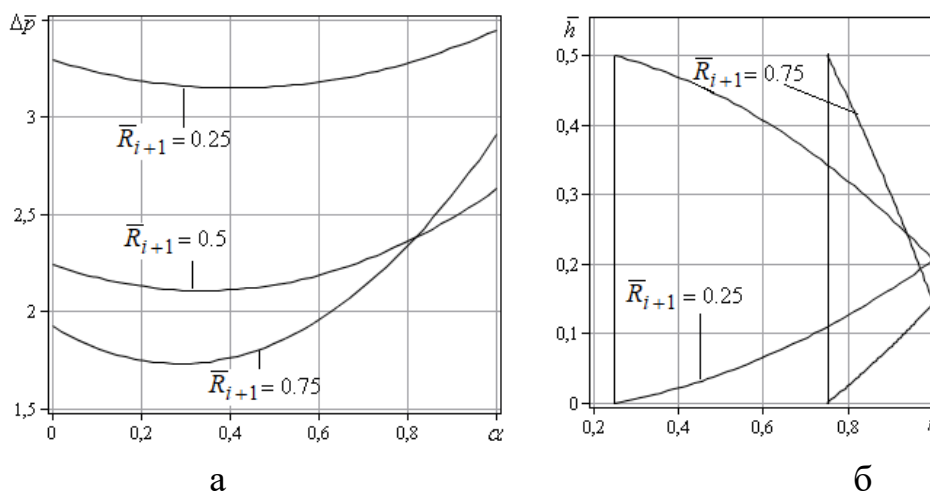 Δp̅
3
2,5
2
1,5
0
0,2
0,4
0,6
0,8
α
R̅ i+1 = 0.25
R̅ i+1 = 0.5
R̅ i+1 = 0.75
а
h̅
0,5
0,4
0,3
0,2
0,1
0
0,2
0,4
0,6
0,8
R̅ i+1 = 0.75
R̅ i+1 = 0.25
б